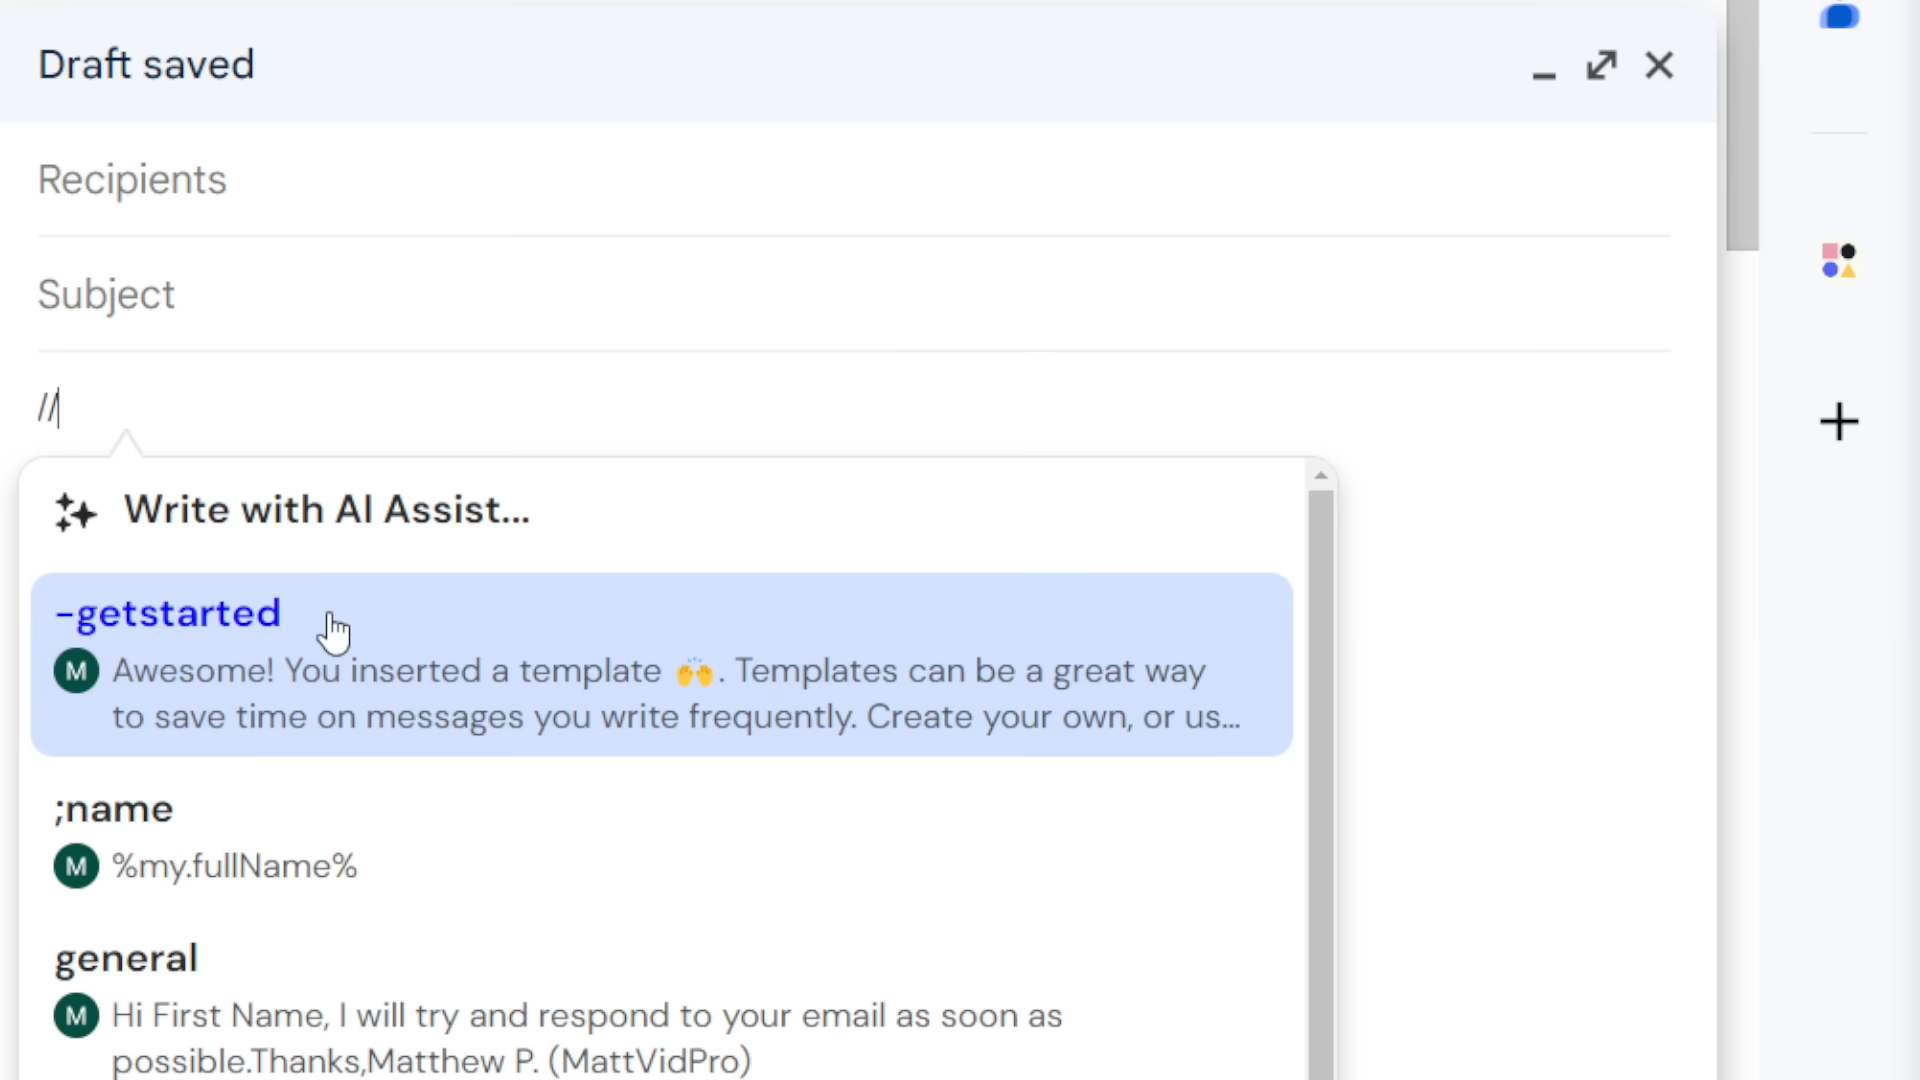 Draft saved
Recipients
Subject
//
Write with AI Assist...
-getstarted
M Awesome! You inserted a template 🙌. Templates can be a great way
to save time on messages you write frequently. Create your own, or us...
;name
M %my.fullName%
general
M Hi First Name, I will try and respond to your email as soon as
possible.Thanks,Matthew P. (MattVidPro)